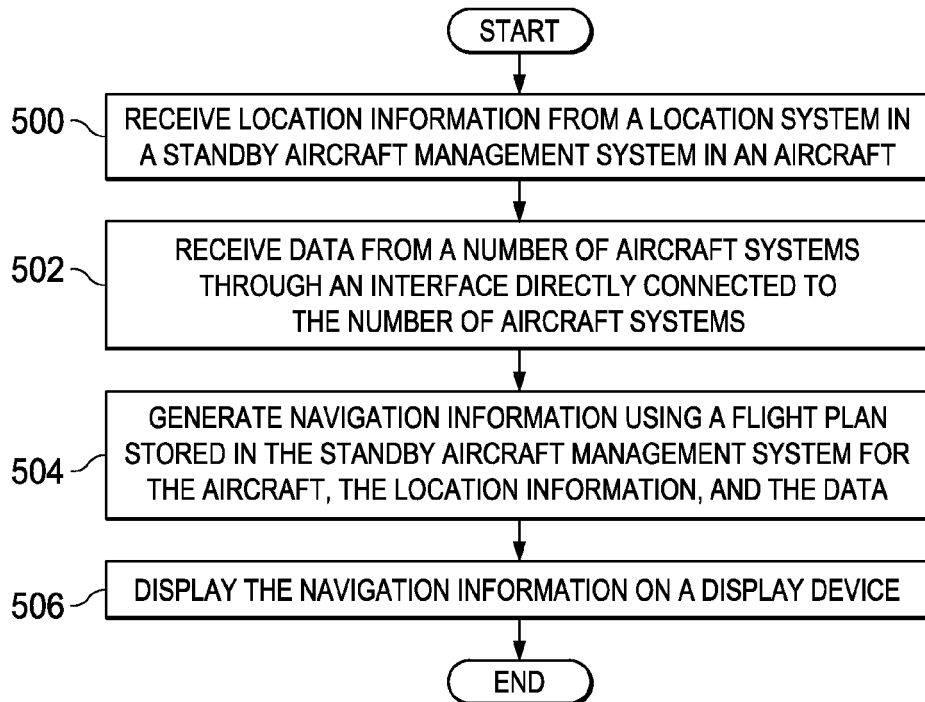 START
500
RECEIVE LOCATION INFORMATION FROM A LOCATION SYSTEM IN
A STANDBY AIRCRAFT MANAGEMENT SYSTEM IN AN AIRCRAFT
502
RECEIVE DATA FROM A NUMBER OF AIRCRAFT SYSTEMS
THROUGH AN INTERFACE DIRECTLY CONNECTED TO
THE NUMBER OF AIRCRAFT SYSTEMS
504
GENERATE NAVIGATION INFORMATION USING A FLIGHT PLAN
STORED IN THE STANDBY AIRCRAFT MANAGEMENT SYSTEM FOR
THE AIRCRAFT, THE LOCATION INFORMATION, AND THE DATA
506
DISPLAY THE NAVIGATION INFORMATION ON A DISPLAY DEVICE
END